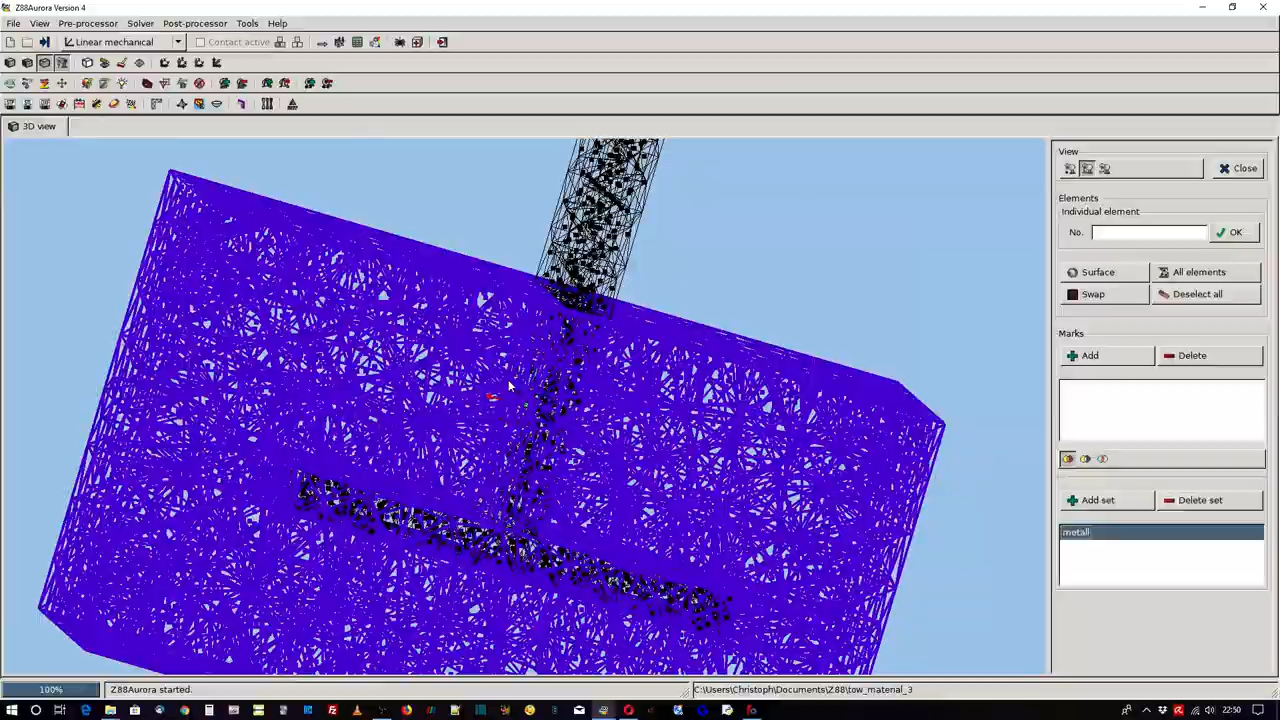 Z88Aurora Version 4
File View Pre-processor Solver Post-processor Tools Help
Linear mechanical Contact active
3D view
View
Close
Elements
Individual element
No. OK
Surface All elements
Swap Deselect all
Marks
Add Delete
Add set Delete set
metall
100% Z88Aurora started. C:\Users\Christoph\Documents\Z88\tow_material_3
22:50